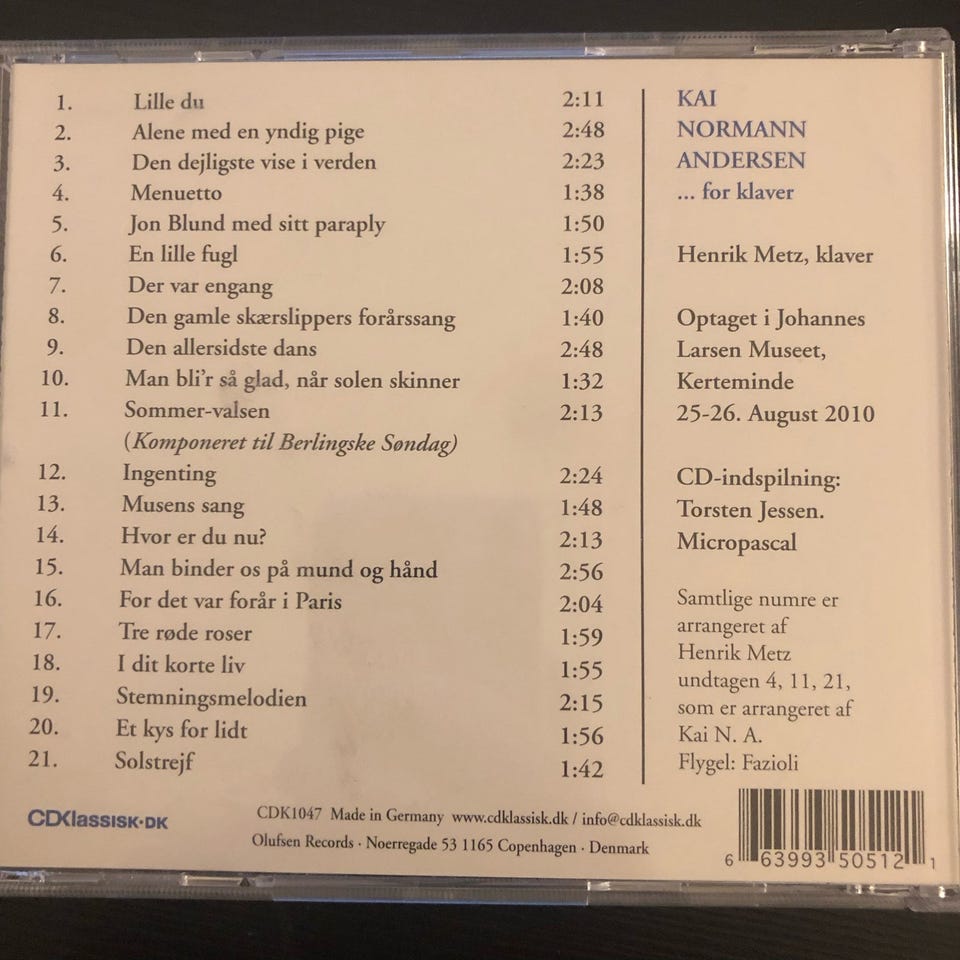 1. Lille du 2:11
2. Alene med en yndig pige 2:48
3. Den dejligste vise i verden 2:23
4. Menuetto 1:38
5. Jon Blund med sitt paraply 1:50
6. En lille fugl 1:55
7. Der var engang 2:08
8. Den gamle skærslippers forårssang 1:40
9. Den allersidste dans 2:48
10. Man bli'r så glad, når solen skinner 1:32
11. Sommer-valsen 2:13
(Komponeret til Berlingske Søndag)
12. Ingenting 2:24
13. Musens sang 1:48
14. Hvor er du nu? 2:13
15. Man binder os på mund og hånd 2:56
16. For det var forår i Paris 2:04
17. Tre røde roser 1:59
18. I dit korte liv 1:55
19. Stemningsmelodien 2:15
20. Et kys for lidt 1:56
21. Solstrejf 1:42
KAI
NORMANN
ANDERSEN
... for klaver
Henrik Metz, klaver
Optaget i Johannes
Larsen Museet,
Kerteminde
25-26. August 2010
CD-indspilning:
Torsten Jessen.
Micropascal
Samtlige numre er
arrangeret af
Henrik Metz
undtagen 4, 11, 21,
som er arrangeret af
Kai N. A.
Flygel: Fazioli
CDKlassisk·DK
CDK1047 Made in Germany www.cdklassisk.dk / info@cdklassisk.dk
Olufsen Records · Noerregade 53 1165 Copenhagen · Denmark
6 63993 50512 1